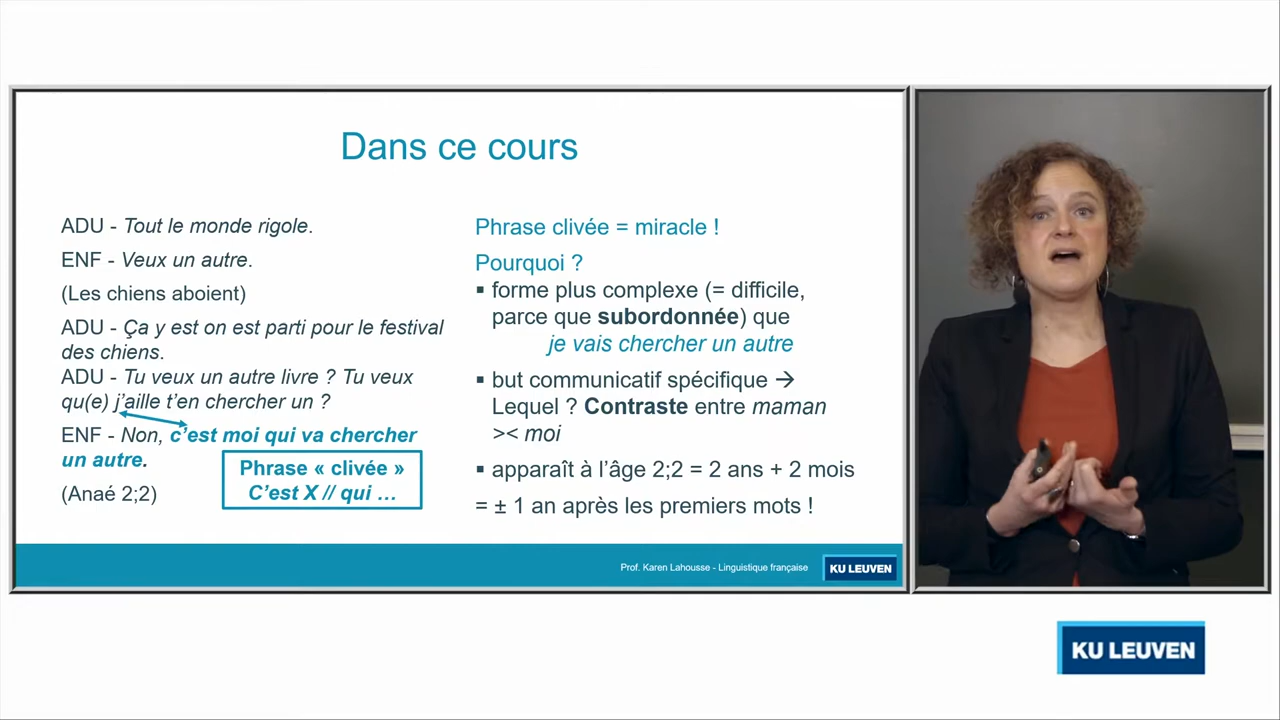 Dans ce cours
ADU - Tout le monde rigole.
ENF - Veux un autre.
(Les chiens aboient)
ADU - Ça y est on est parti pour le festival
des chiens.
ADU - Tu veux un autre livre ? Tu veux
qu(e) j’aille t’en chercher un ?
ENF - Non, c’est moi qui va chercher
un autre.
Phrase « clivée »
C’est X // qui …
(Anaé 2;2)
Phrase clivée = miracle !
Pourquoi ?
▪ forme plus complexe (= difficile,
parce que subordonnée) que
je vais chercher un autre
▪ but communicatif spécifique →
Lequel ? Contraste entre maman
>< moi
▪ apparaît à l’âge 2;2 = 2 ans + 2 mois
= ± 1 an après les premiers mots !
Prof. Karen Lahousse - Linguistique française
KU LEUVEN
KU LEUVEN